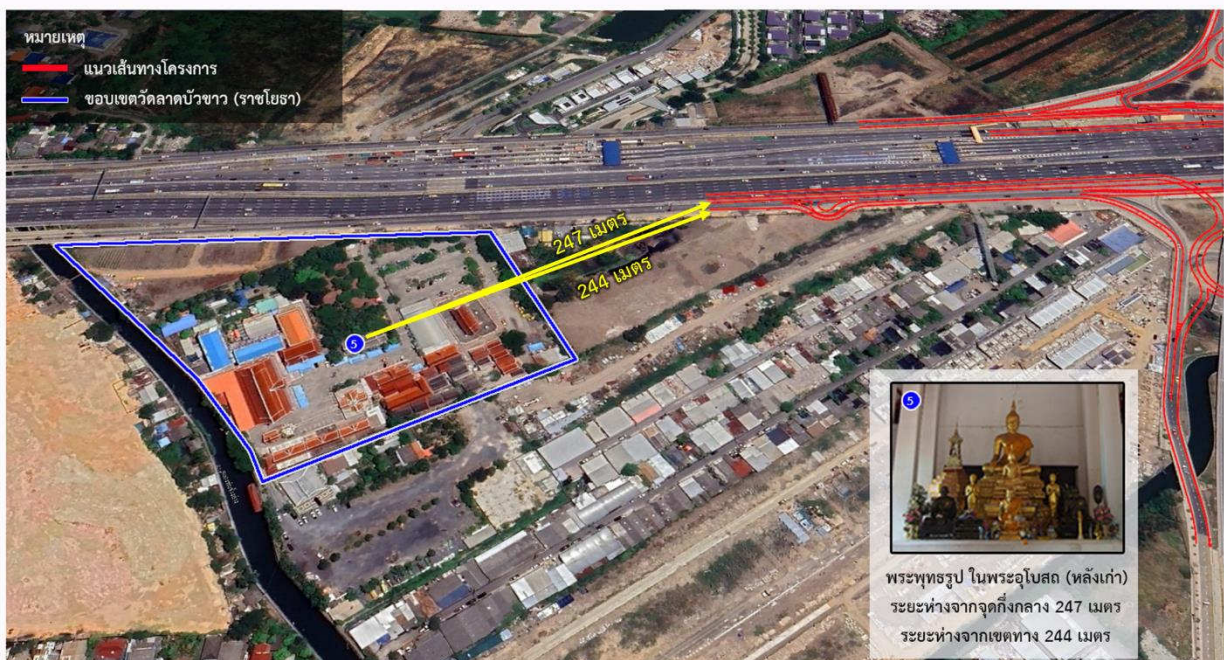 หมายเหตุ
แนวเส้นทางโครงการ
ขอบเขตวัดลาดบัวขาว (ราชโยธา)
247 เมตร
244 เมตร
5
5
พระพุทธรูป ในพระอุโบสถ (หลังเก่า)
ระยะห่างจากจุดกึ่งกลาง 247 เมตร
ระยะห่างจากเขตทาง 244 เมตร